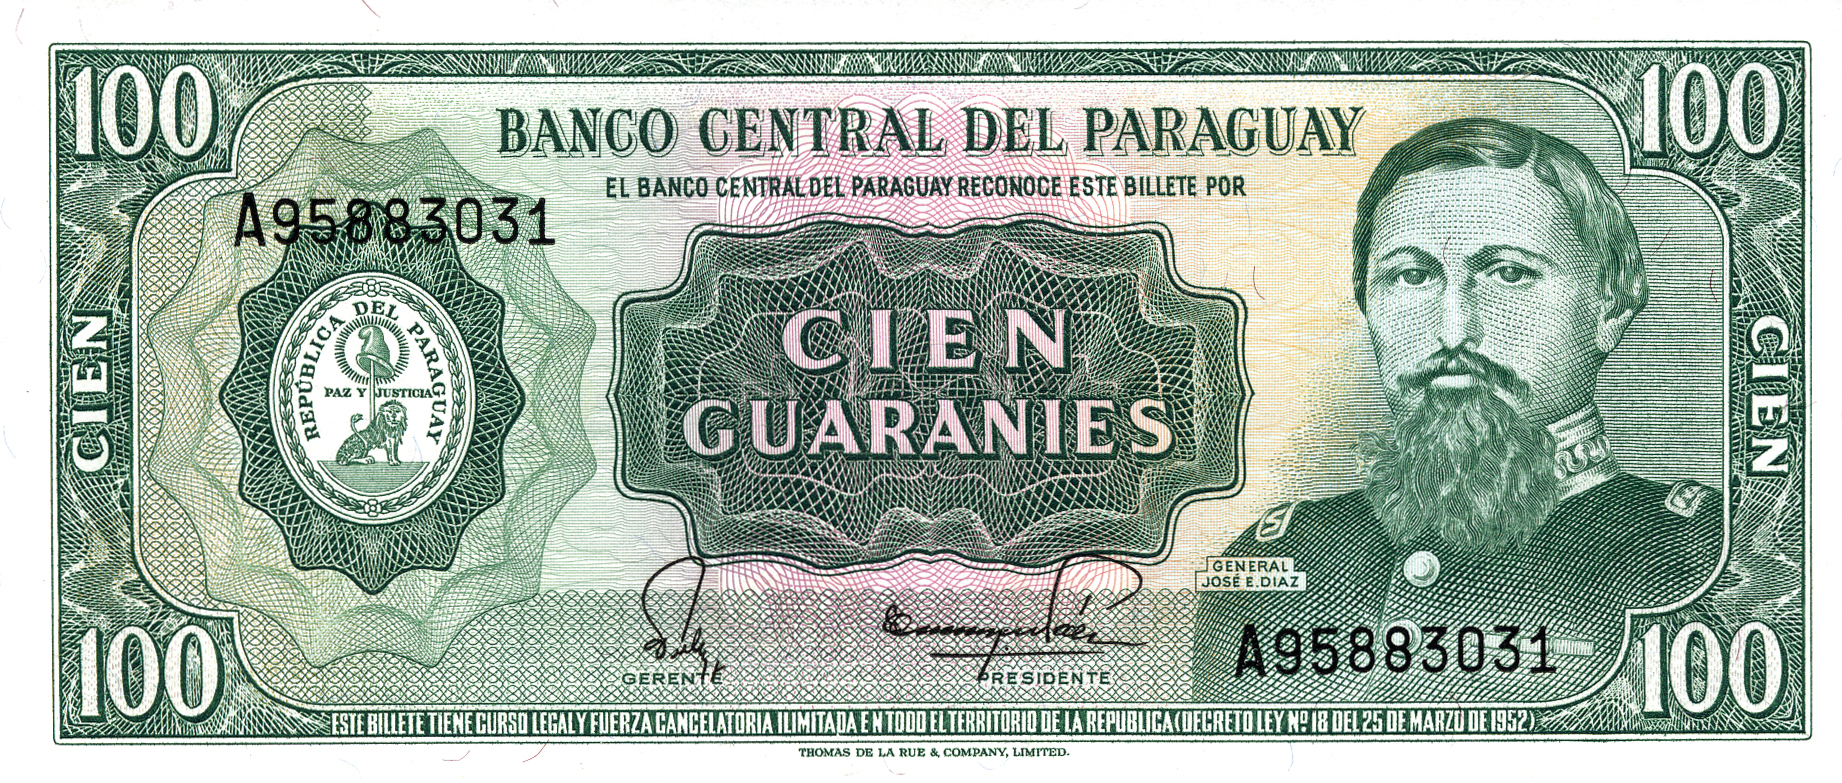 100
100
BANCO CENTRAL DEL PARAGUAY
EL BANCO CENTRAL DEL PARAGUAY RECONOCE ESTE BILLETE POR
A95883031
REPÚBLICA DEL PARAGUAY
PAZ Y JUSTICIA
CIEN
GUARANIES
CIEN
CIEN
GENERAL
JOSÉ E. DIAZ
A95883031
GERENTE
PRESIDENTE
100
100
ESTE BILLETE TIENE CURSO LEGAL Y FUERZA CANCELATORIA ILIMITADA EN TODO EL TERRITORIO DE LA REPUBLICA (DECRETO LEY Nº 18 DEL 25 DE MARZO DE 1952)
THOMAS DE LA RUE & COMPANY, LIMITED.